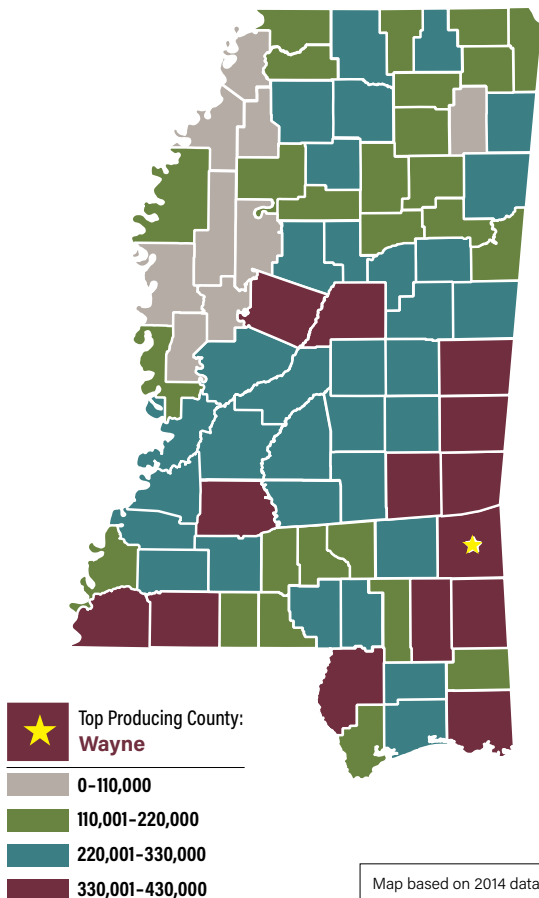 Top Producing County:
Wayne
0–110,000
110,001–220,000
220,001–330,000
330,001–430,000
Map based on 2014 data